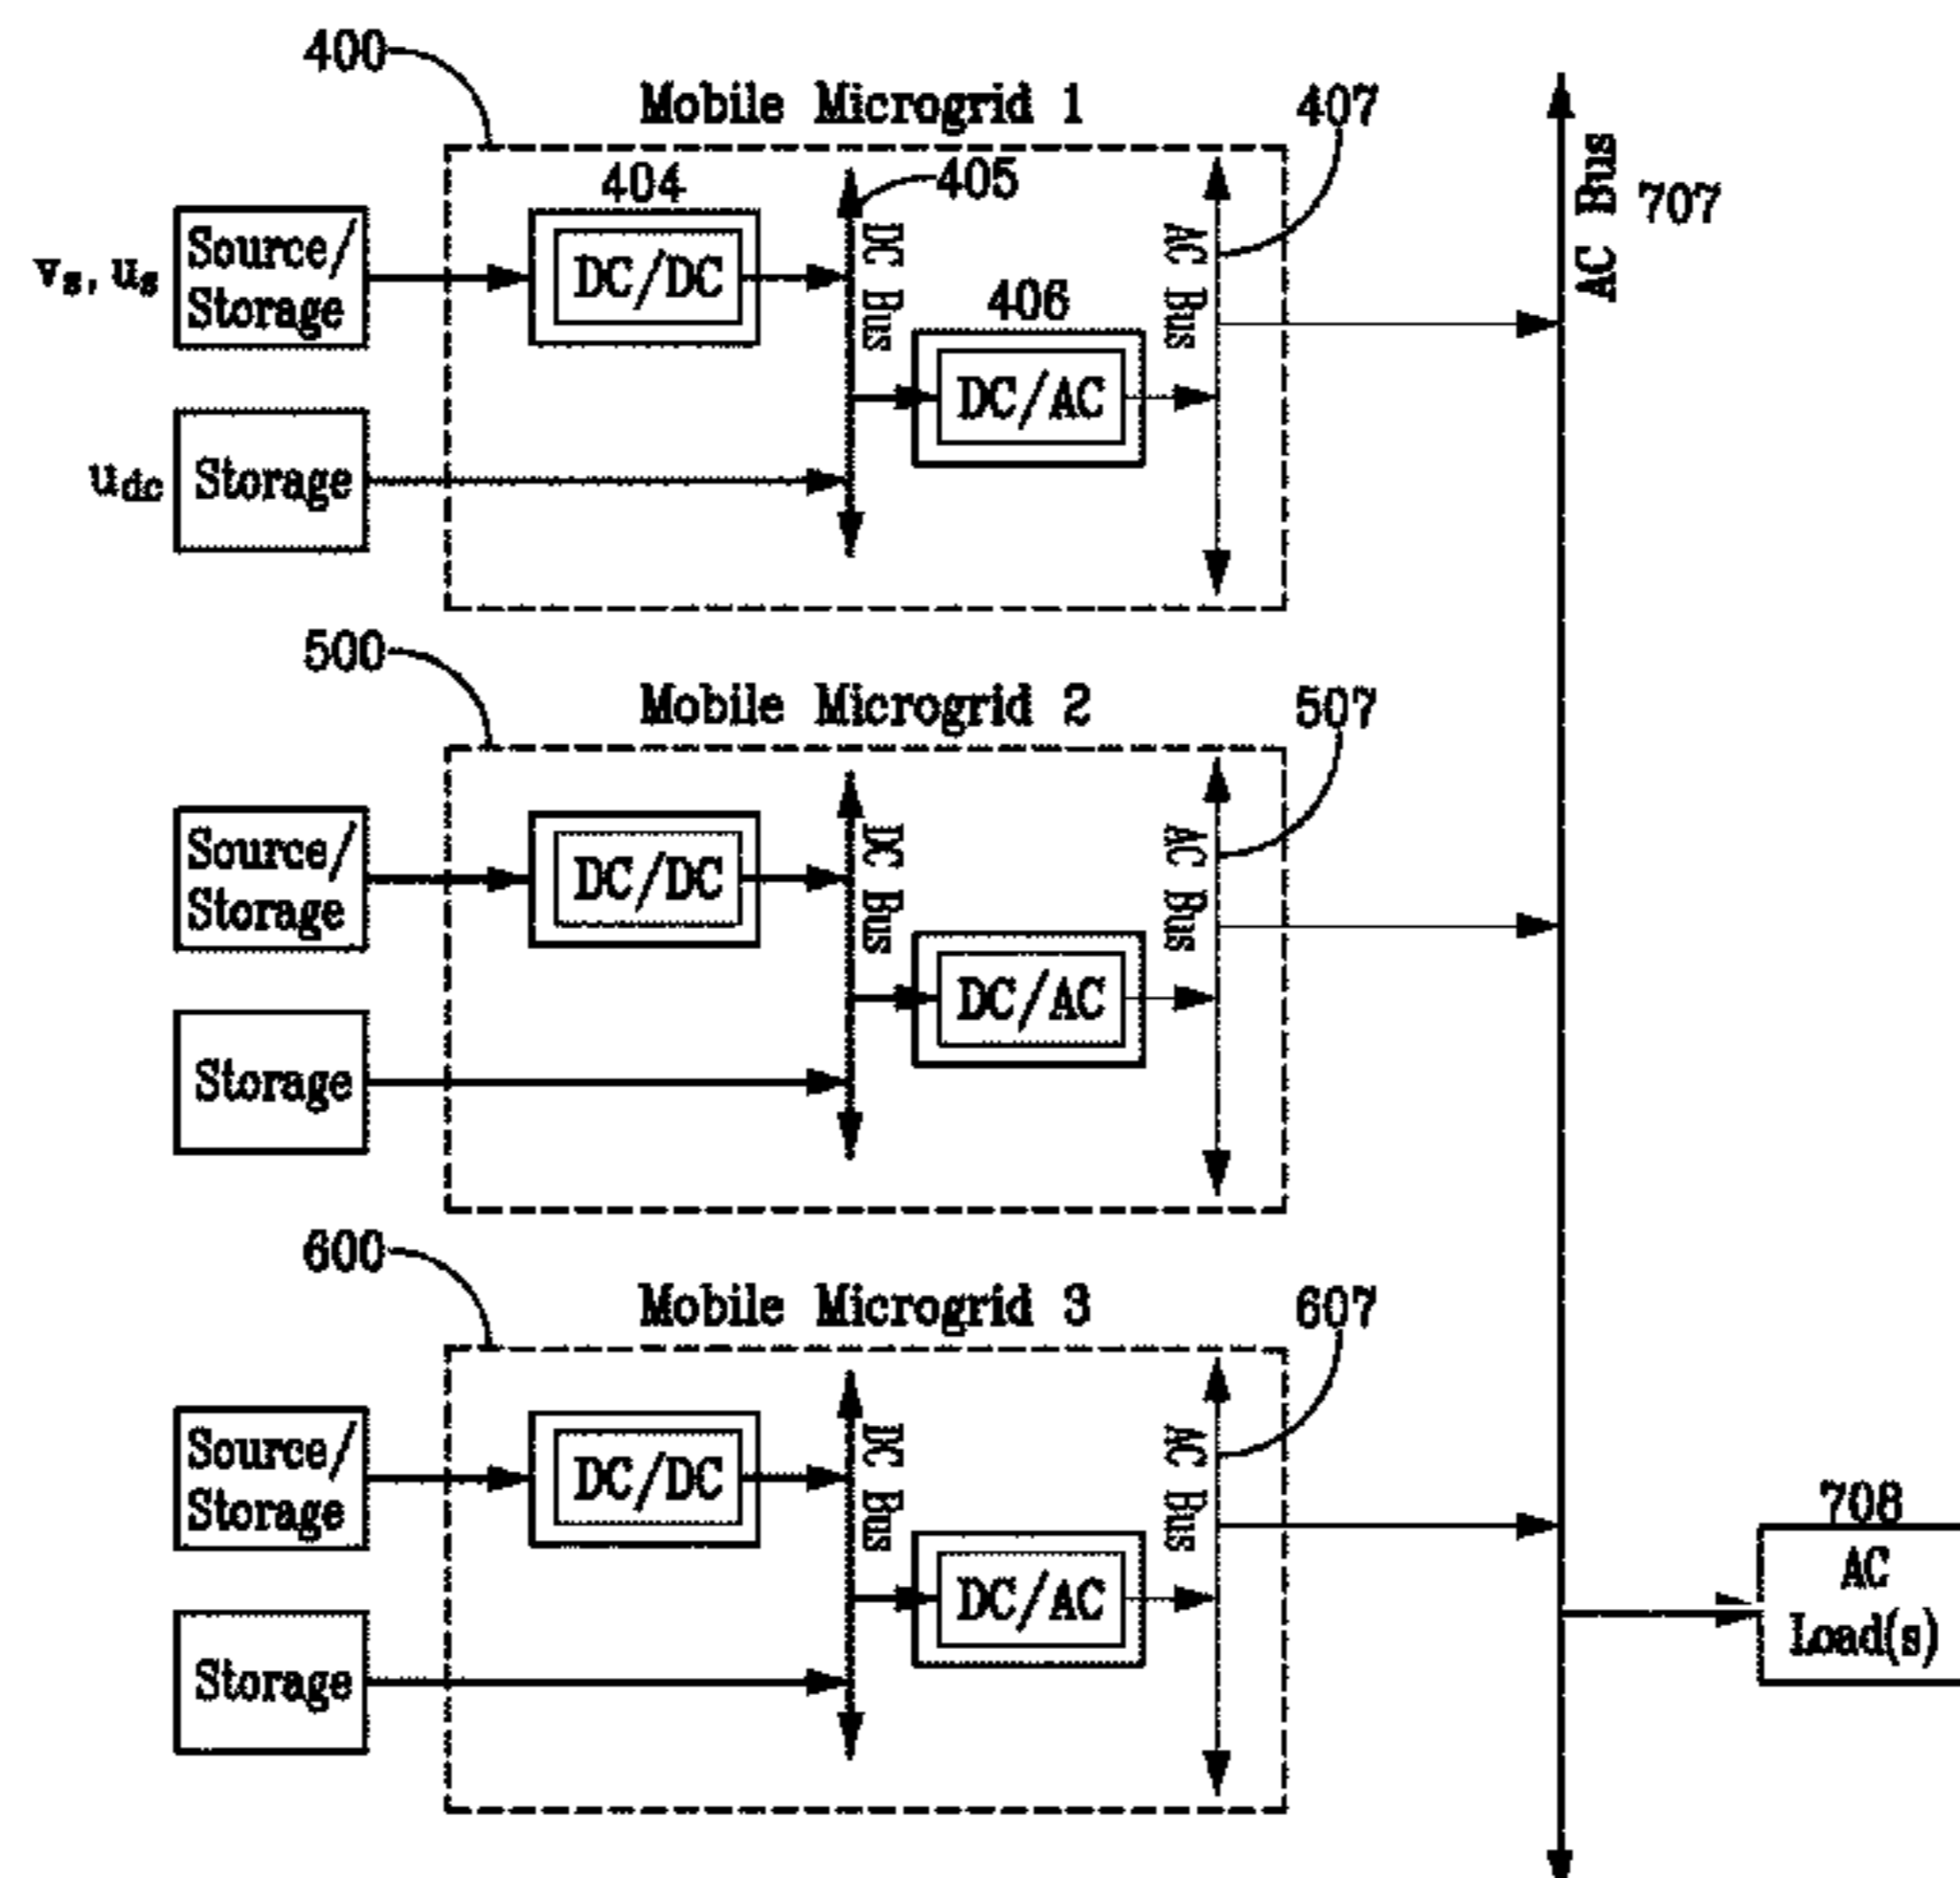 400
Mobile Microgrid 1
407
404
405
AC Bus
707
Source/
Storage
vs, us
DC/DC
DC Bus
AC Bus
406
DC/AC
udc
Storage
500
Mobile Microgrid 2
507
Source/
Storage
DC/DC
DC Bus
AC Bus
DC/AC
Storage
600
Mobile Microgrid 3
607
Source/
Storage
DC/DC
DC Bus
AC Bus
DC/AC
Storage
708
AC
Load(s)